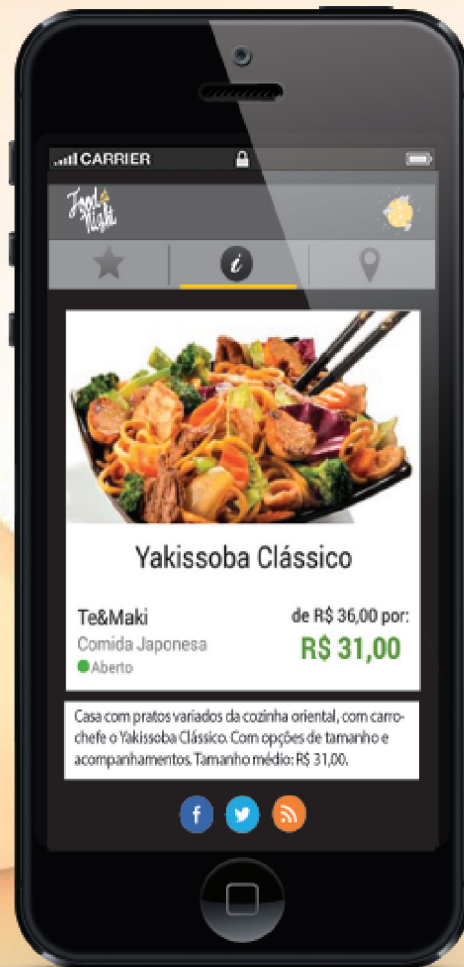 CARRIER
Food &
Night
i
Yakissoba Clássico
Te&Maki
de R$ 36,00 por:
Comida Japonesa
R$ 31,00
Aberto
Casa com pratos variados da cozinha oriental, com carro-
chefe o Yakissoba Clássico. Com opções de tamanho e
acompanhamentos. Tamanho médio: R$ 31,00.
f